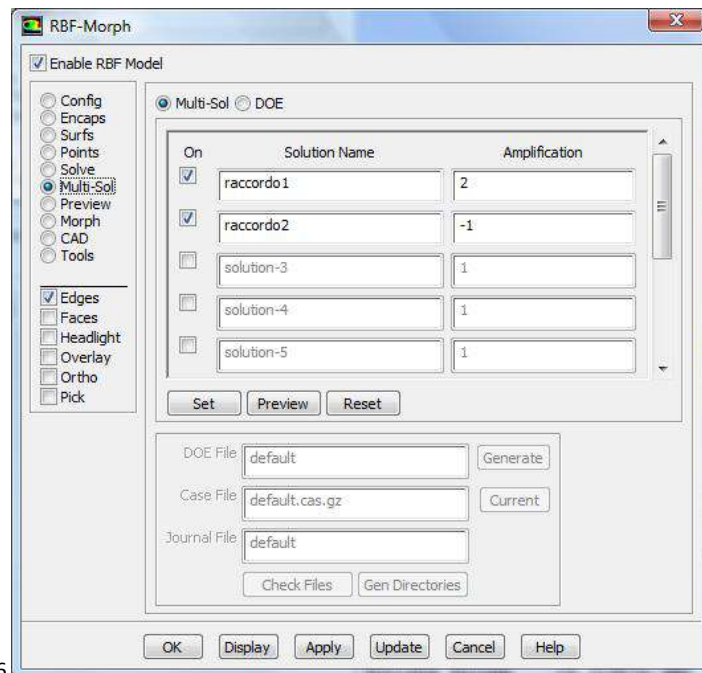 RBF-Morph
Enable RBF Model
Config
Encaps
Surfs
Points
Solve
Multi-Sol
Preview
Morph
CAD
Tools
Edges
Faces
Headlight
Overlay
Ortho
Pick
Multi-Sol DOE
On Solution Name Amplification
raccordo1 2
raccordo2 -1
solution-3 1
solution-4 1
solution-5 1
Set Preview Reset
DOE File default Generate
Case File default.cas.gz Current
Journal File default
Check Files Gen Directories
OK Display Apply Update Cancel Help